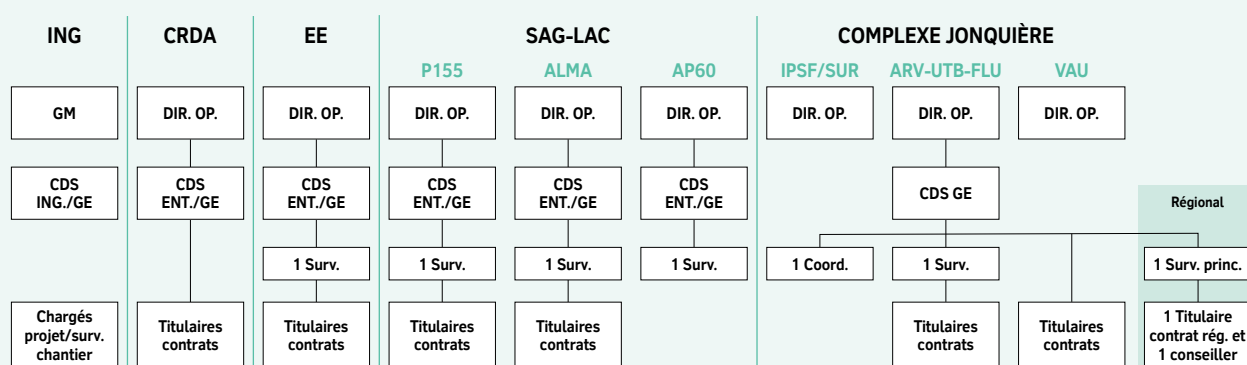 ING
CRDA
EE
SAG-LAC
COMPLEXE JONQUIÈRE
P155
ALMA
AP60
IPSF/SUR
ARV-UTB-FLU
VAU
GM
DIR. OP.
DIR. OP.
DIR. OP.
DIR. OP.
DIR. OP.
DIR. OP.
DIR. OP.
DIR. OP.
CDS
ING./GE
CDS
ENT./GE
CDS
ENT./GE
CDS
ENT./GE
CDS
ENT./GE
CDS
ENT./GE
CDS GE
Régional
1 Surv.
1 Surv.
1 Surv.
1 Surv.
1 Coord.
1 Surv.
1 Surv. princ.
Chargés
projet/surv.
chantier
Titulaires
contrats
Titulaires
contrats
Titulaires
contrats
Titulaires
contrats
Titulaires
contrats
Titulaires
contrats
1 Titulaire
contrat rég. et
1 conseiller